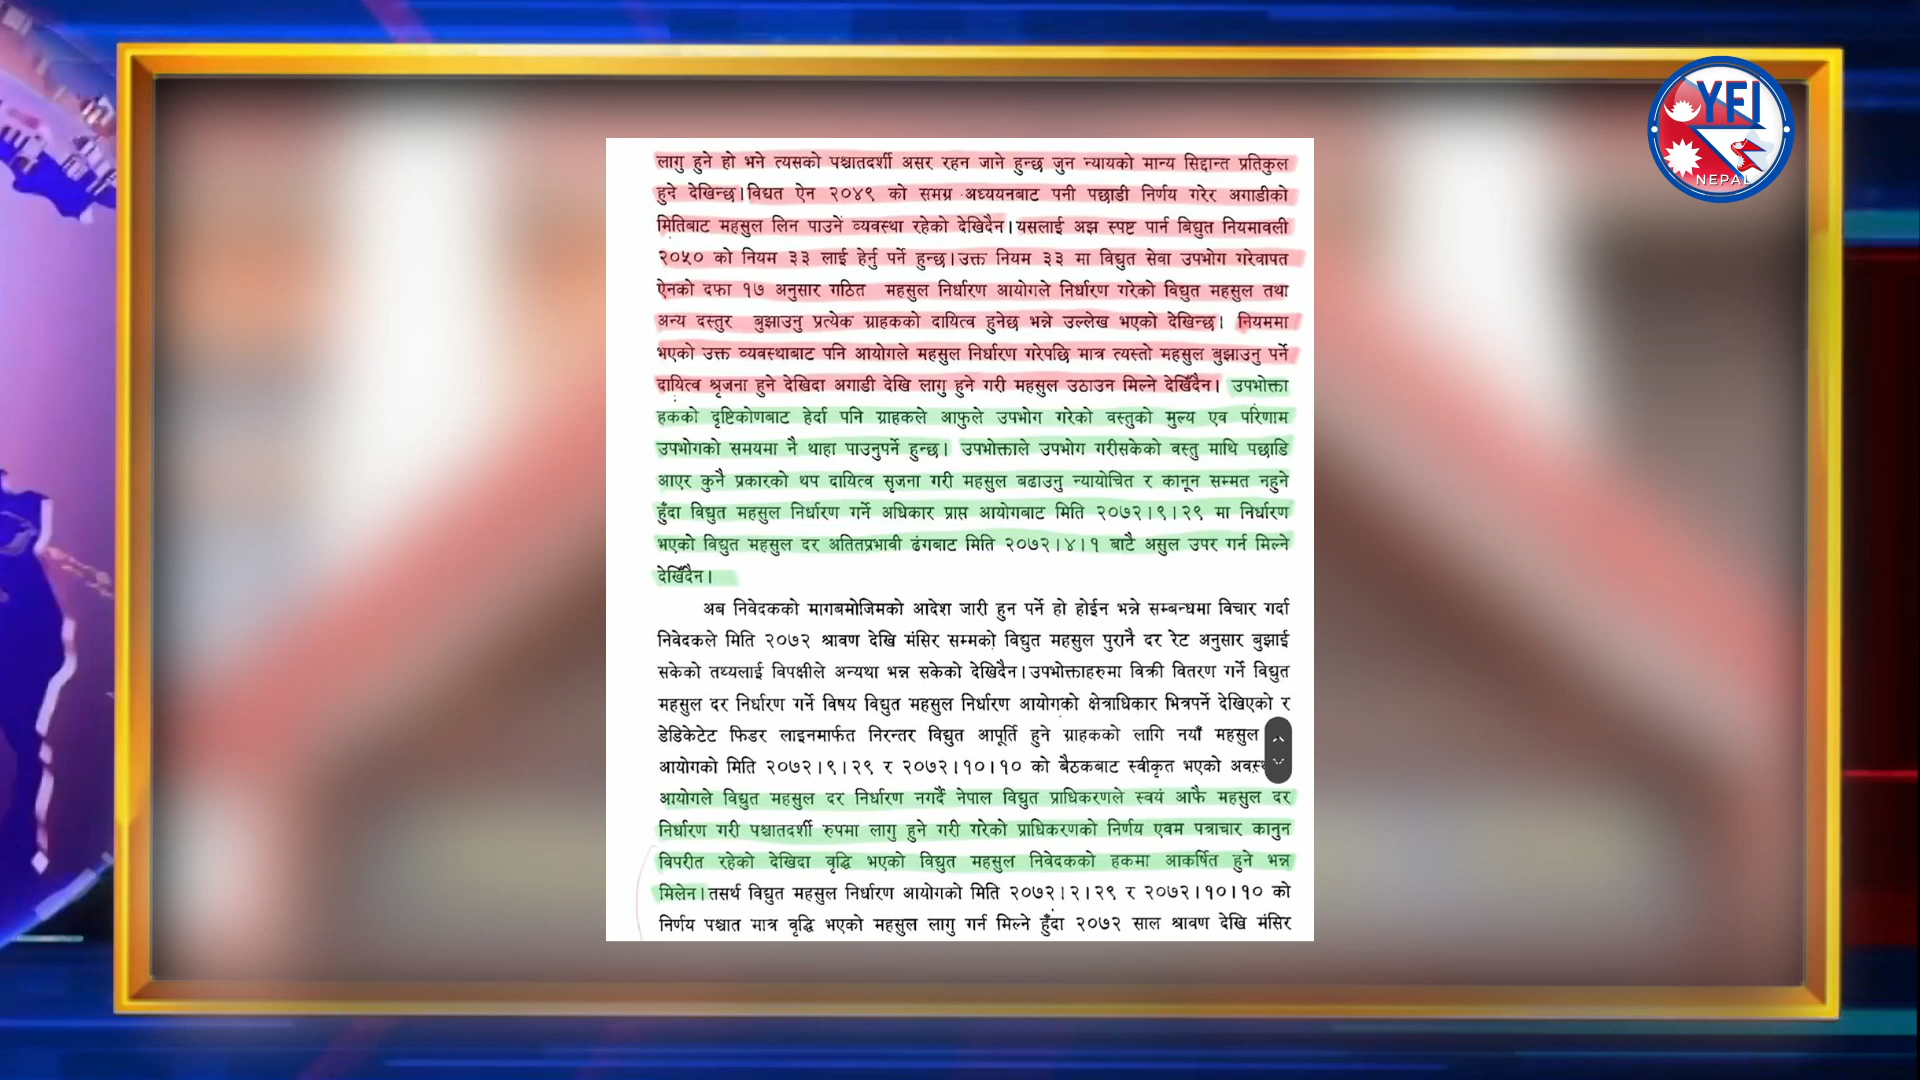 YFI
NEPAL
लागु हुने हो भने त्यसको पश्चातदर्शी असर रहन जाने हुन्छ जुन न्यायको मान्य सिद्दान्त प्रतिकुल
हुने देखिन्छ।विद्यत ऐन २०४९ को समग्र अध्ययनबाट पनी पछाडी निर्णय गरेर अगाडीको
मितिबाट महसुल लिन पाउनें व्यवस्था रहेको देखिदैन।यसलाई अझ स्पष्ट पार्न बिद्युत नियमावली
२०५० को नियम ३३ लाई हेर्नु पर्ने हुन्छ।उक्त नियम ३३ मा विद्युत सेवा उपभोग गरेवापत
ऐनको दफा १७ अनुसार गठित महसुल निर्धारण आयोगले निर्धारण गरेको विद्युत महसुल तथा
अन्य दस्तुर बुझाउनु प्रत्येक ग्राहकको दायित्व हुनेछ भन्ने उल्लेख भएको देखिन्छ। नियममा
भएको उक्त व्यवस्थाबाट पनि आयोगले महसुल निर्धारण गरेपछि मात्र त्यस्तो महसुल बुझाउनु पर्ने
दायित्व श्रृजना हुने देखिदा अगाडी देखि लागु हुने गरी महसुल उठाउन मिल्ने देखिँदैन। उपभोक्ता
हकको दृष्टिकोणबाट हेर्दा पनि ग्राहकले आफुले उपभोग गरेको वस्तुको मुल्य एव परिणाम
उपभोगको समयमा नै थाहा पाउनुपर्ने हुन्छ। उपभोक्ताले उपभोग गरीसकेको वस्तु माथि पछाडि
आएर कुनै प्रकारको थप दायित्व सृजना गरी महसुल बढाउनु न्यायोचित र कानून सम्मत नहुने
हुँदा विद्युत महसुल निर्धारण गर्ने अधिकार प्राप्त आयोगबाट मिति २०७२।९।२९ मा निर्धारण
भएको विद्युत महसुल दर अतितप्रभावी ढंगबाट मिति २०७२।४।१ बाटै असुल उपर गर्न मिल्ने
देखिँदैन।
अब निवेदकको मागबमोजिमको आदेश जारी हुन पर्ने हो होईन भन्ने सम्बन्धमा विचार गर्दा
निवेदकले मिति २०७२ श्रावण देखि मंसिर सम्मको विद्युत महसुल पुरानै दर रेट अनुसार बुझाई
सकेको तथ्यलाई विपक्षीले अन्यथा भन्न सकेको देखिदैन।उपभोक्ताहरुमा विक्री वितरण गर्ने विद्युत
महसुल दर निर्धारण गर्ने विषय विद्युत महसुल निर्धारण आयोगको क्षेत्राधिकार भित्रपर्ने देखिएको र
डेडिकेटेट फिडर लाइनमार्फत निरन्तर विद्युत आपूर्ति हुने ग्राहकको लागि नयाँ महसुल
आयोगको मिति २०७२।९।२९ र २०७२।१०।१० को बैठकबाट स्वीकृत भएको
आयोगले विद्युत महसुल दर निर्धारण नगर्दै नेपाल विद्युत प्राधिकरणले स्वयं आफै महसुल दर
निर्धारण गरी पश्चातदर्शी रुपमा लागु हुने गरी गरेको प्राधिकरणको निर्णय एवम पत्राचार कानुन
विपरीत रहेको देखिदा वृद्धि भएको विद्युत महसुल निवेदकको हकमा आकर्षित हुने भन्न
मिलेन।तसर्थ विद्युत महसुल निर्धारण आयोगको मिति २०७२।२।२९ र २०७२।१०।१० को
निर्णय पश्चात मात्र वृद्धि भएको महसुल लागु गर्न मिल्ने हुँदा २०७२ साल श्रावण देखि मंसिर